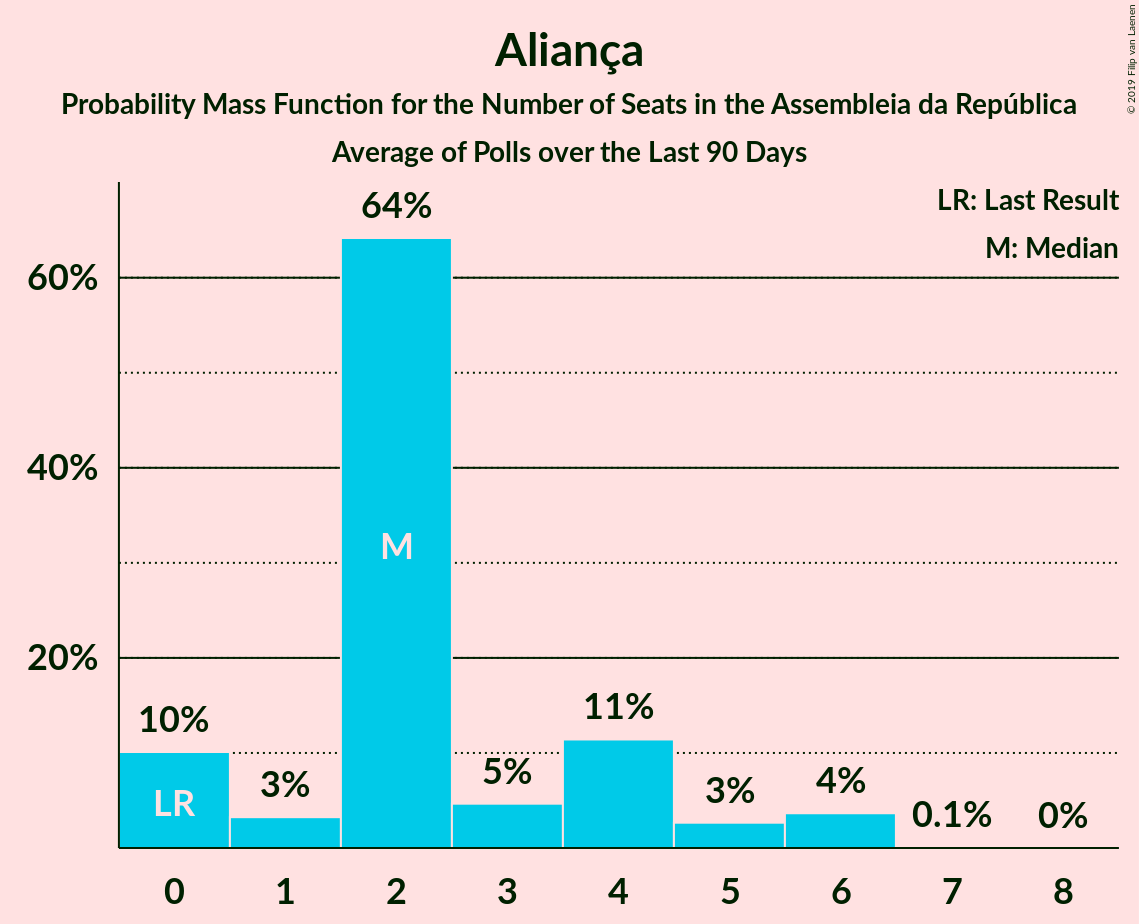 Aliança
Probability Mass Function for the Number of Seats in the Assembleia da República
Average of Polls over the Last 90 Days
© 2019 Filip van Laenen
LR: Last Result
M: Median
60%
40%
20%
10%
3%
64%
5%
11%
3%
4%
0.1%
0%
LR
M
0 1 2 3 4 5 6 7 8